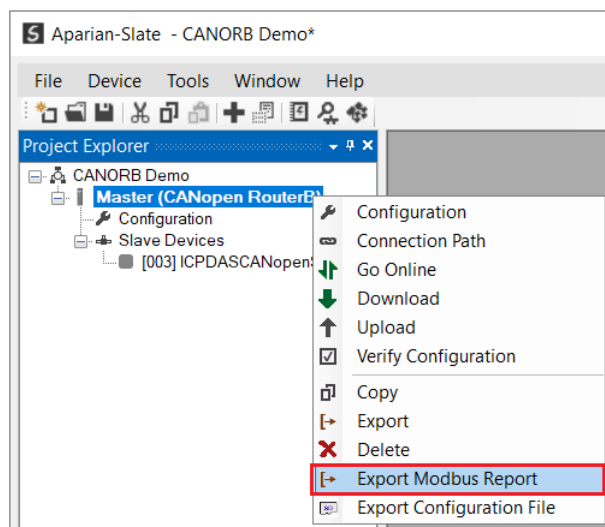 Aparian-Slate - CANORB Demo*
File Device Tools Window Help
Project Explorer
CANORB Demo
Master (CANopen RouterB)
Configuration
Slave Devices
[003] ICPDASCANopenS
Configuration
Connection Path
Go Online
Download
Upload
Verify Configuration
Copy
Export
Delete
Export Modbus Report
Export Configuration File